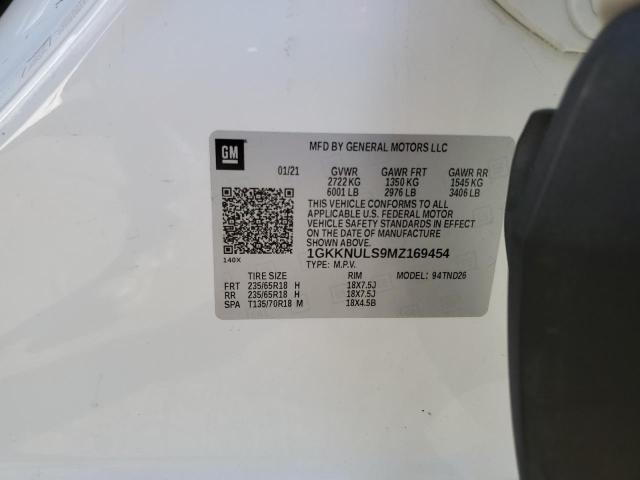 GM
MFD BY GENERAL MOTORS LLC
01/21 GVWR GAWR FRT GAWR RR
2722 KG 1350 KG 1545 KG
6001 LB 2976 LB 3406 LB
THIS VEHICLE CONFORMS TO ALL
APPLICABLE U.S. FEDERAL MOTOR
VEHICLE SAFETY STANDARDS IN EFFECT
ON THE DATE OF MANUFACTURE
SHOWN ABOVE.
140X
1GKKNULS9MZ169454
TYPE: M.P.V. MODEL: 94TND26
TIRE SIZE RIM
FRT 235/65R18 H 18X7.5J
RR 235/65R18 H 18X7.5J
SPA T135/70R18 M 18X4.5B